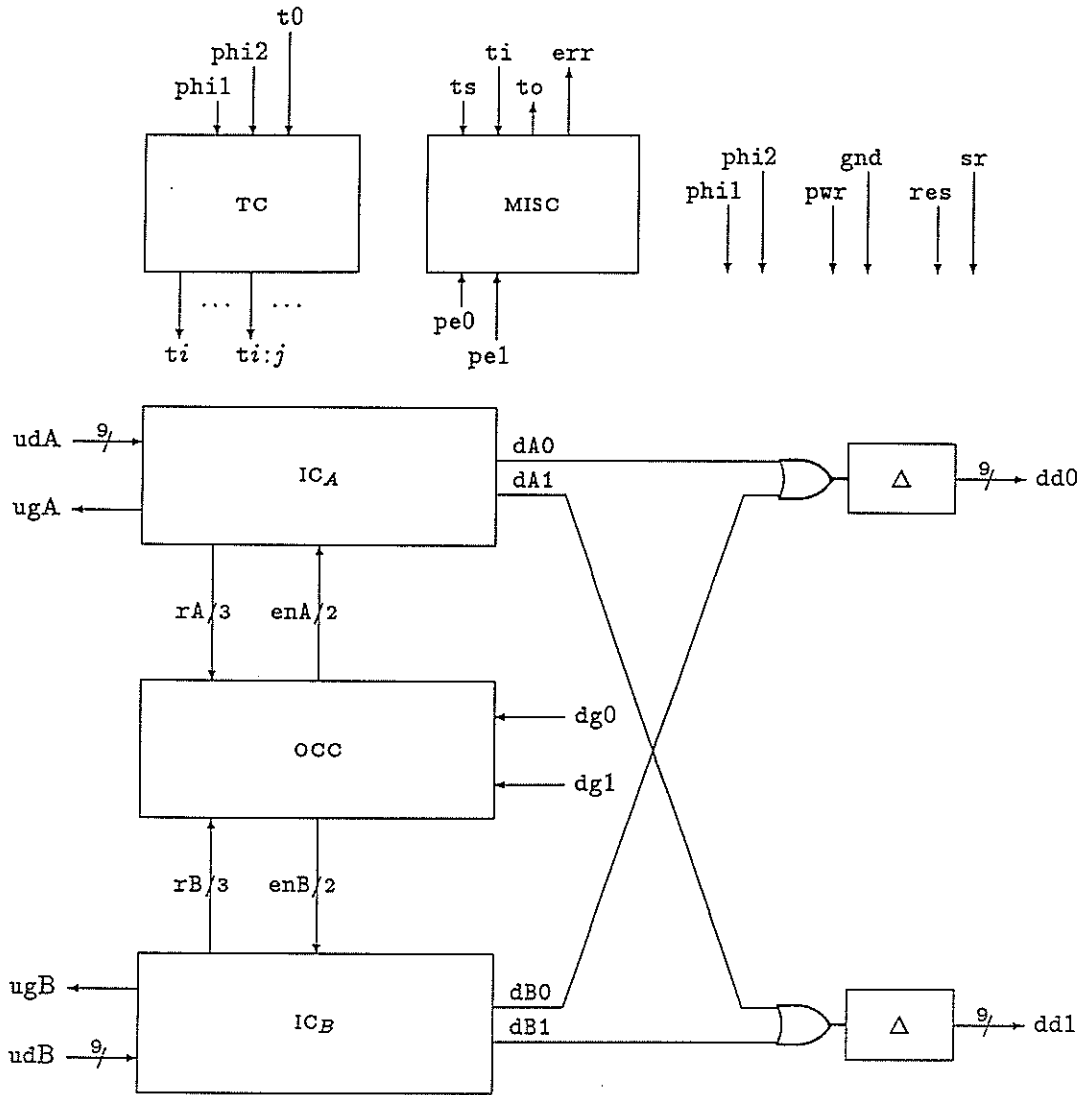 t0
phi2
phi1
ti
err
ts
to
TC
MISC
phi2
gnd
sr
phi1
pwr
res
... ...
pe0
ti
ti:j
pe1
udA
9
dA0
9
dd0
IC_A
dA1
Δ
ugA
rA 3
enA 2
dg0
OCC
dg1
rB 3
enB 2
ugB
dB0
IC_B
dB1
Δ
9
dd1
udB
9